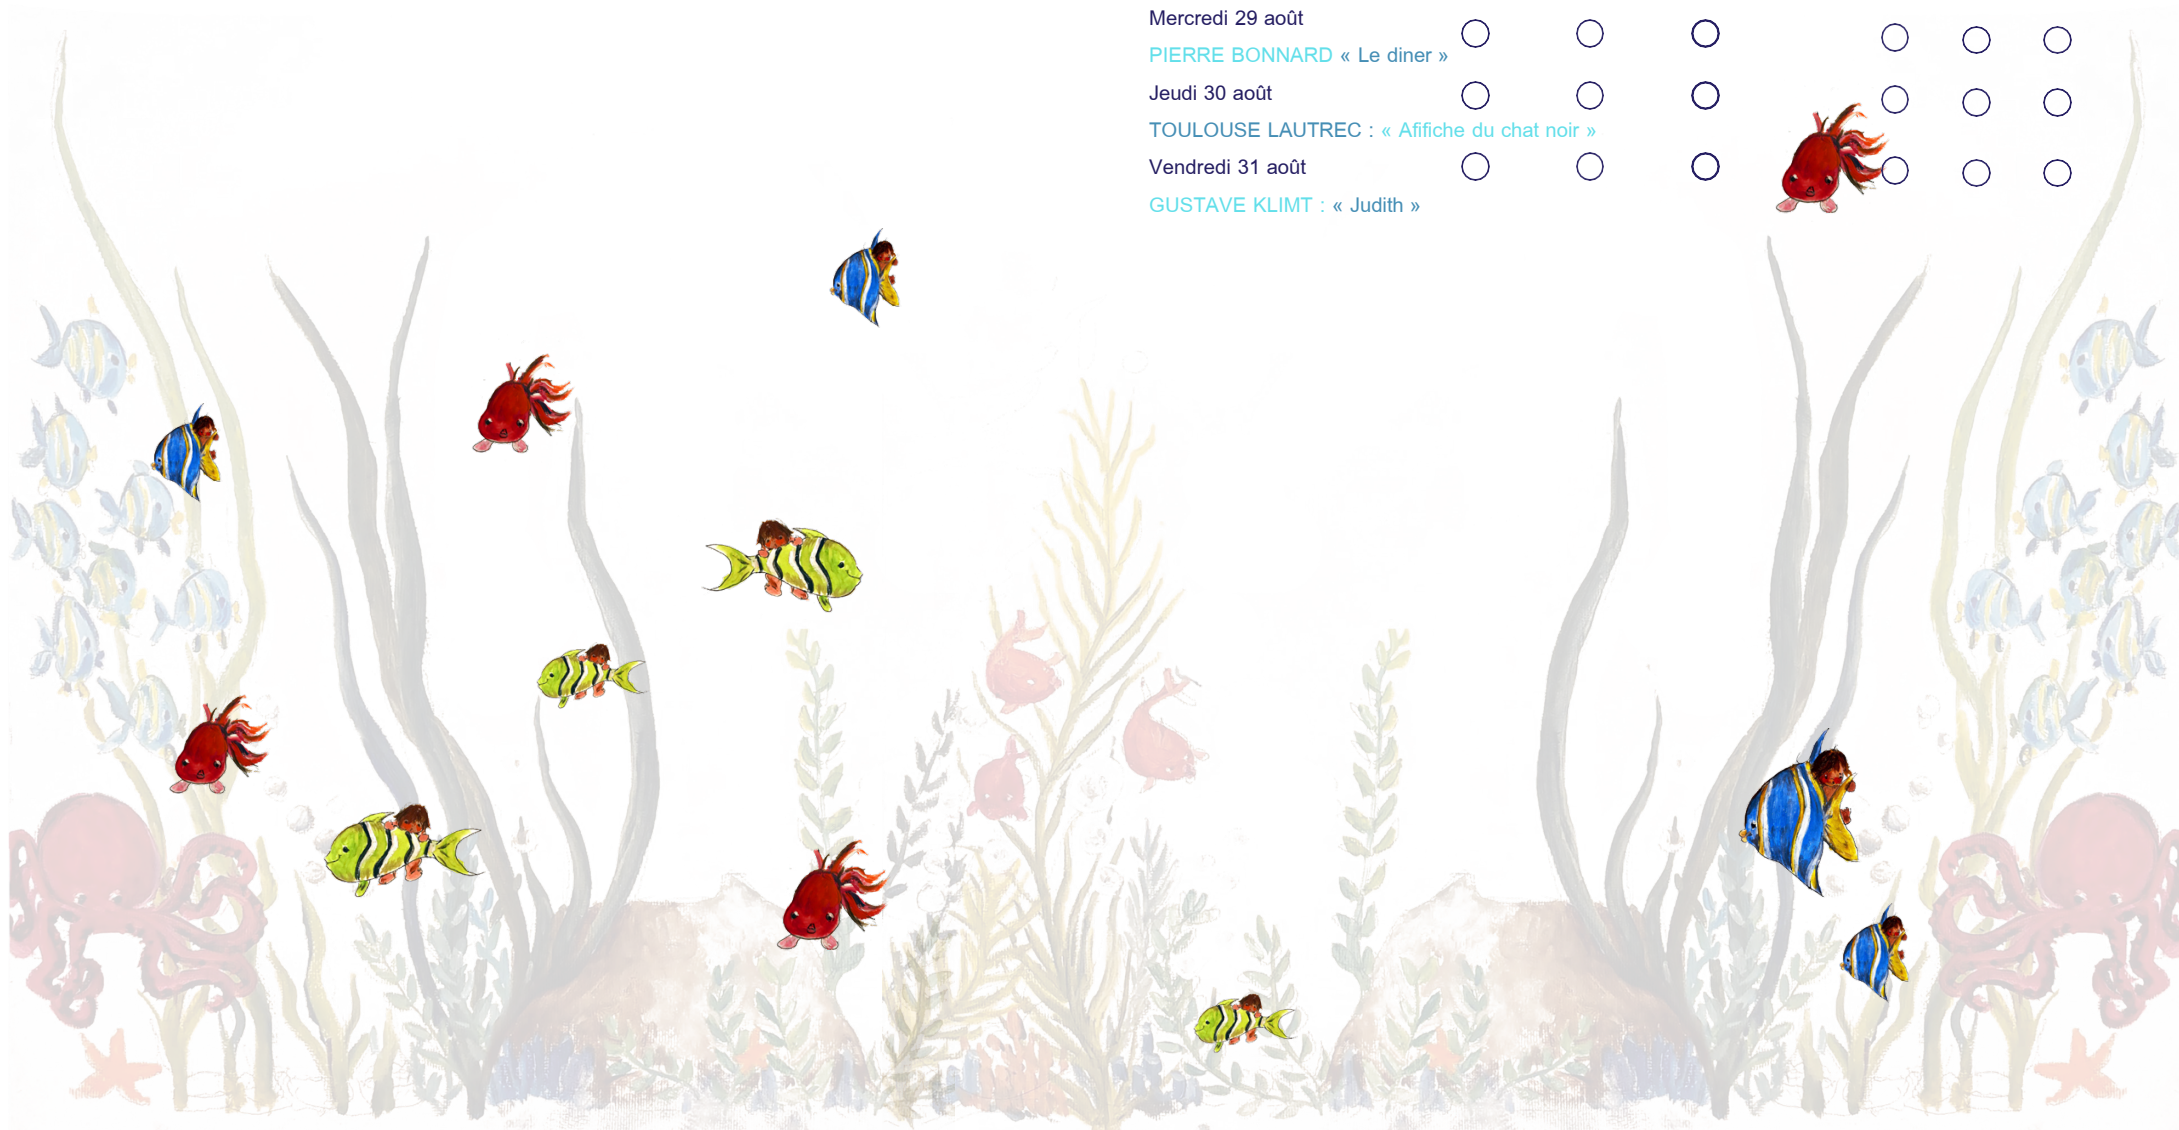 Mercredi 29 août
PIERRE BONNARD « Le diner »
Jeudi 30 août
TOULOUSE LAUTREC : « Afifiche du chat noir »
Vendredi 31 août
GUSTAVE KLIMT : « Judith »